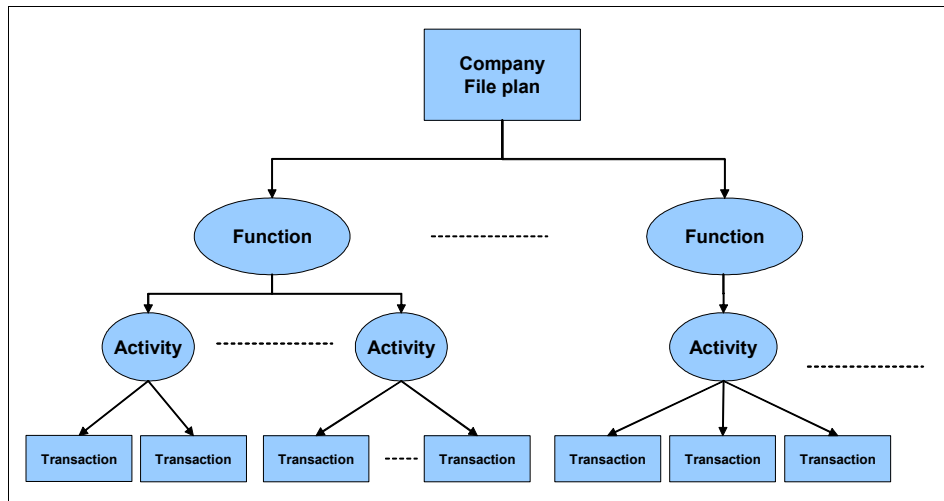 Company
File plan
Function
Function
Activity
Activity
Activity
Transaction
Transaction
Transaction
Transaction
Transaction
Transaction
Transaction